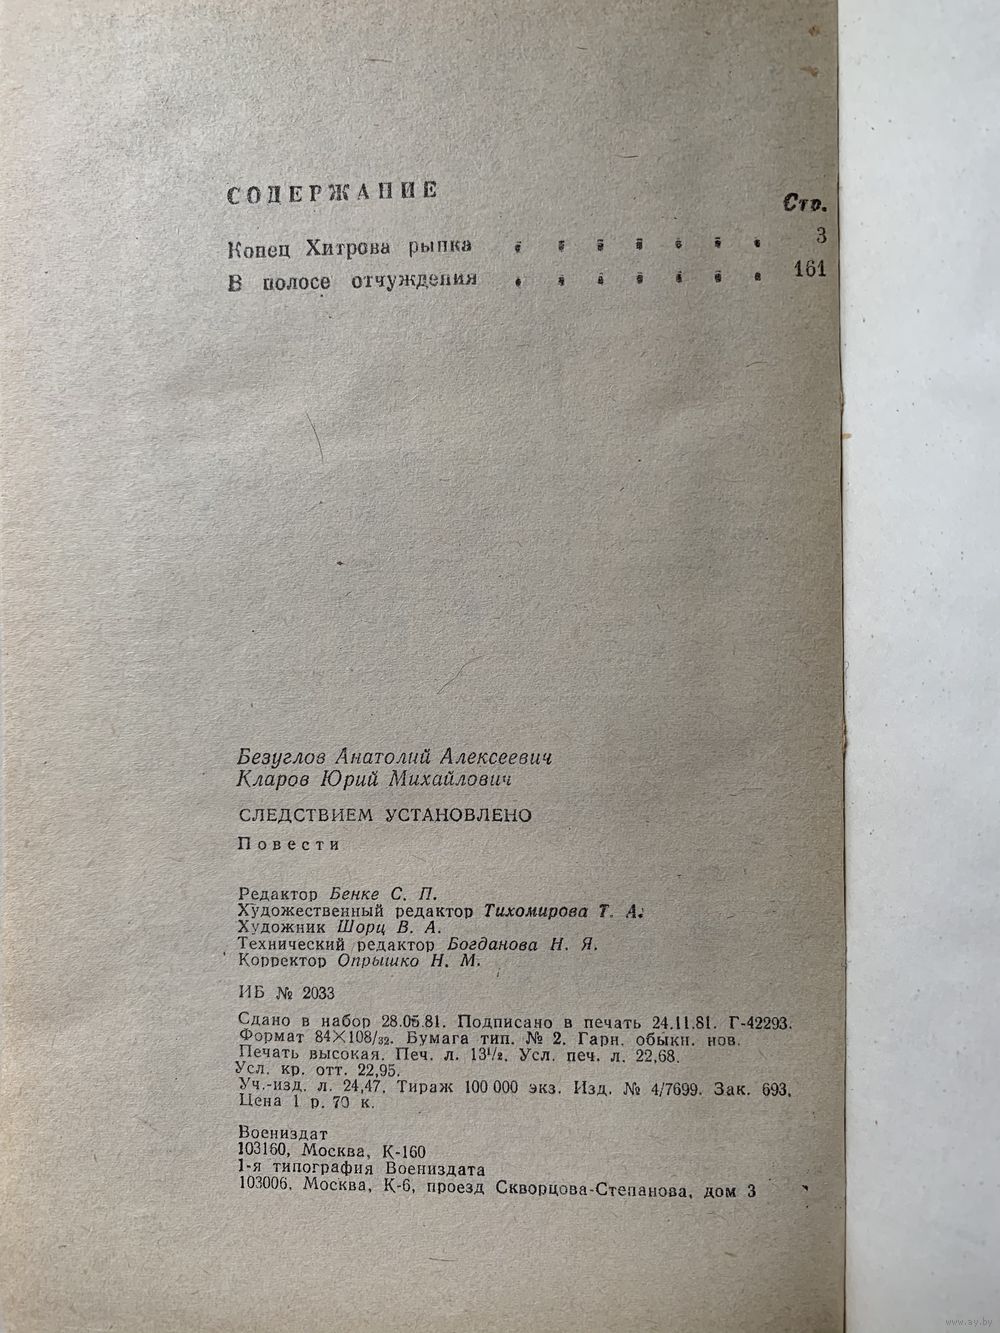 СОДЕРЖАНИЕ
Стр.
Конец Хитрова рынка . . . . . . . 3
В полосе отчуждения . . . . . . . 161
Безуглов Анатолий Алексеевич
Кларов Юрий Михайлович
СЛЕДСТВИЕМ УСТАНОВЛЕНО
Повести
Редактор Бенке С. П.
Художественный редактор Тихомирова Т. А.
Художник Шорц В. А.
Технический редактор Богданова Н. Я.
Корректор Опрышко Н. М.
ИБ № 2033
Сдано в набор 28.05.81. Подписано в печать 24.11.81. Г-42293.
Формат 84×108/32. Бумага тип. № 2. Гарн. обыкн. нов.
Печать высокая. Печ. л. 13½. Усл. печ. л. 22,68.
Усл. кр. отт. 22,95.
Уч.-изд. л. 24,47. Тираж 100 000 экз. Изд. № 4/7699. Зак. 693.
Цена 1 р. 70 к.
Воениздат
103160, Москва, К-160
1-я типография Воениздата
103006, Москва, К-6, проезд Скворцова-Степанова, дом 3
www.ay.by